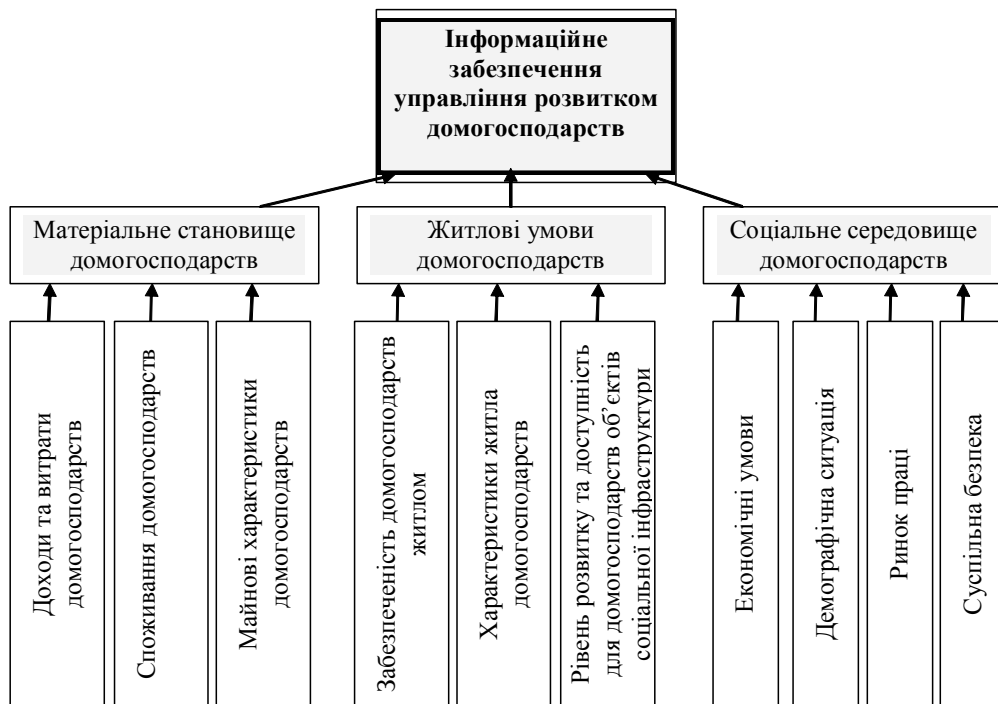 Інформаційне
забезпечення
управління розвитком
домогосподарств
Матеріальне становище
домогосподарств
Житлові умови
домогосподарств
Соціальне середовище
домогосподарств
Доходи та витрати
домогосподарств
Споживання домогосподарств
Майнові характеристики
домогосподарств
Забезпеченість домогосподарств
житлом
Характеристики житла
домогосподарств
Рівень розвитку та доступність
для домогосподарств об’єктів
соціальної інфраструктури
Економічні умови
Демографічна ситуація
Ринок праці
Суспільна безпека